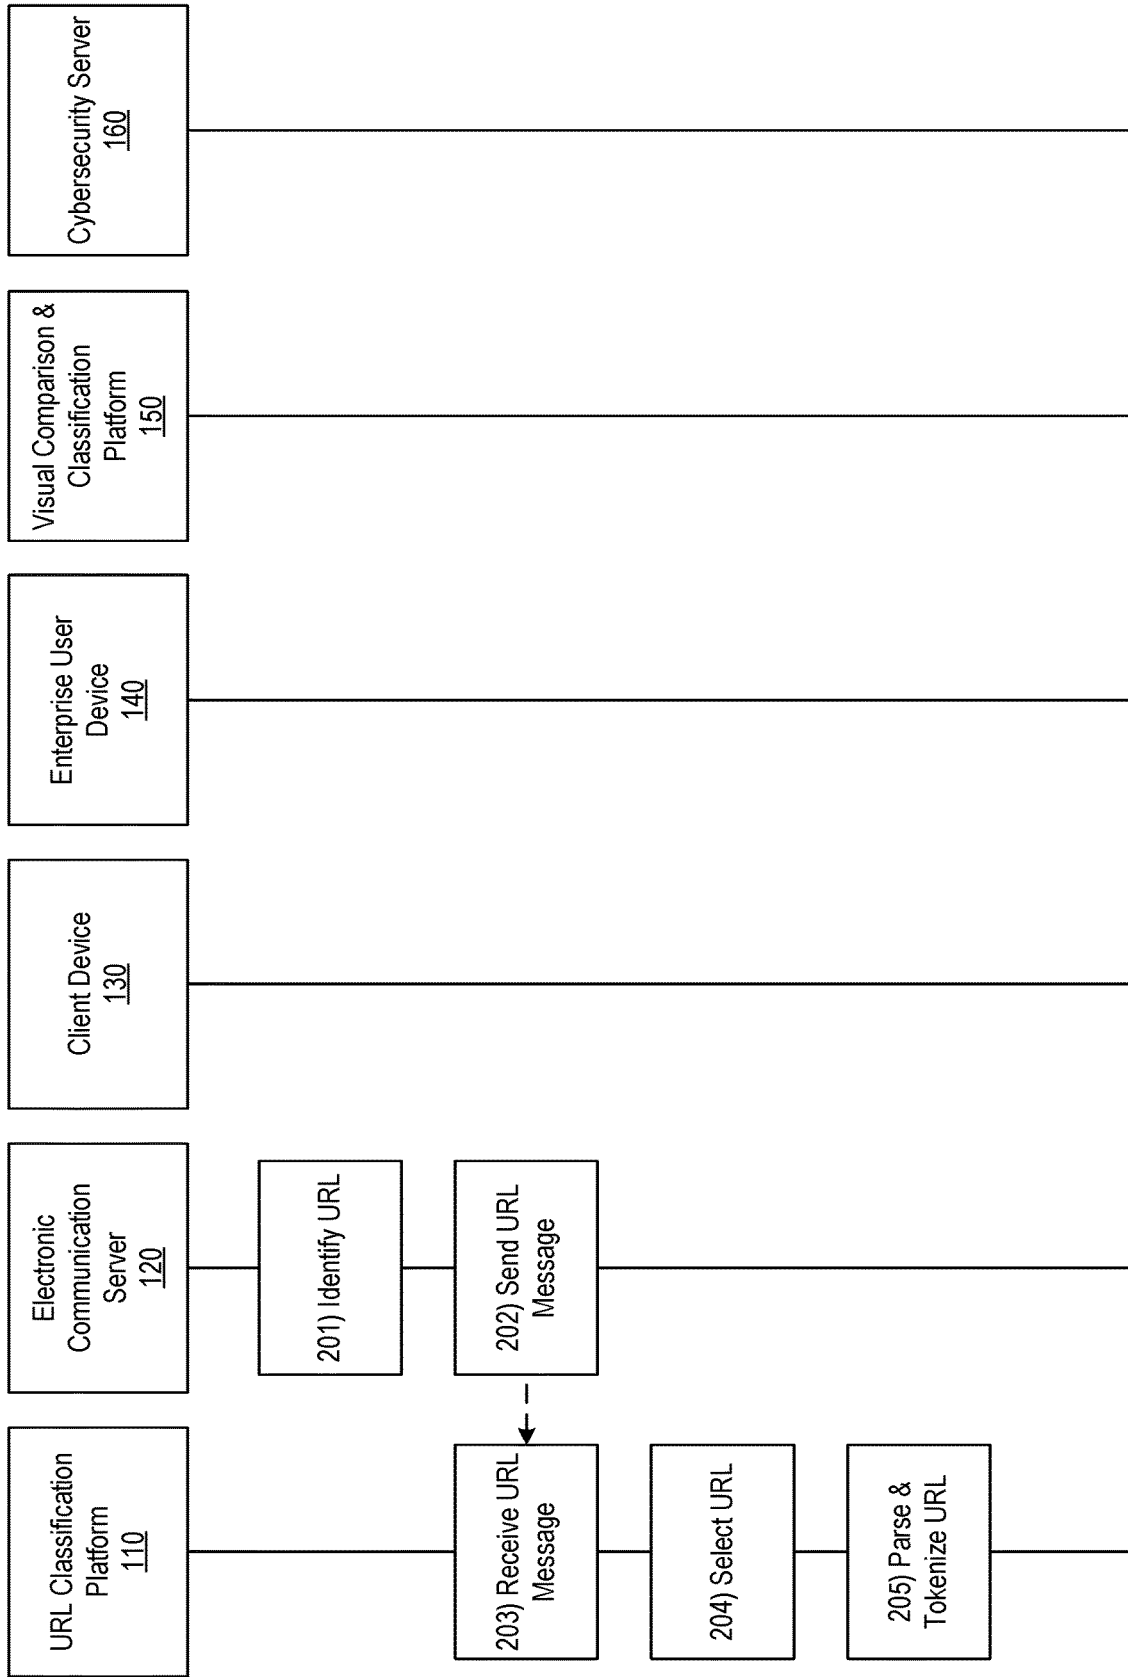 URL Classification
Platform
110
Electronic
Communication
Server
120
Client Device
130
Enterprise User
Device
140
Visual Comparison &
Classification
Platform
150
Cybersecurity Server
160
201) Identify URL
203) Receive URL
Message
202) Send URL
Message
204) Select URL
205) Parse &
Tokenize URL